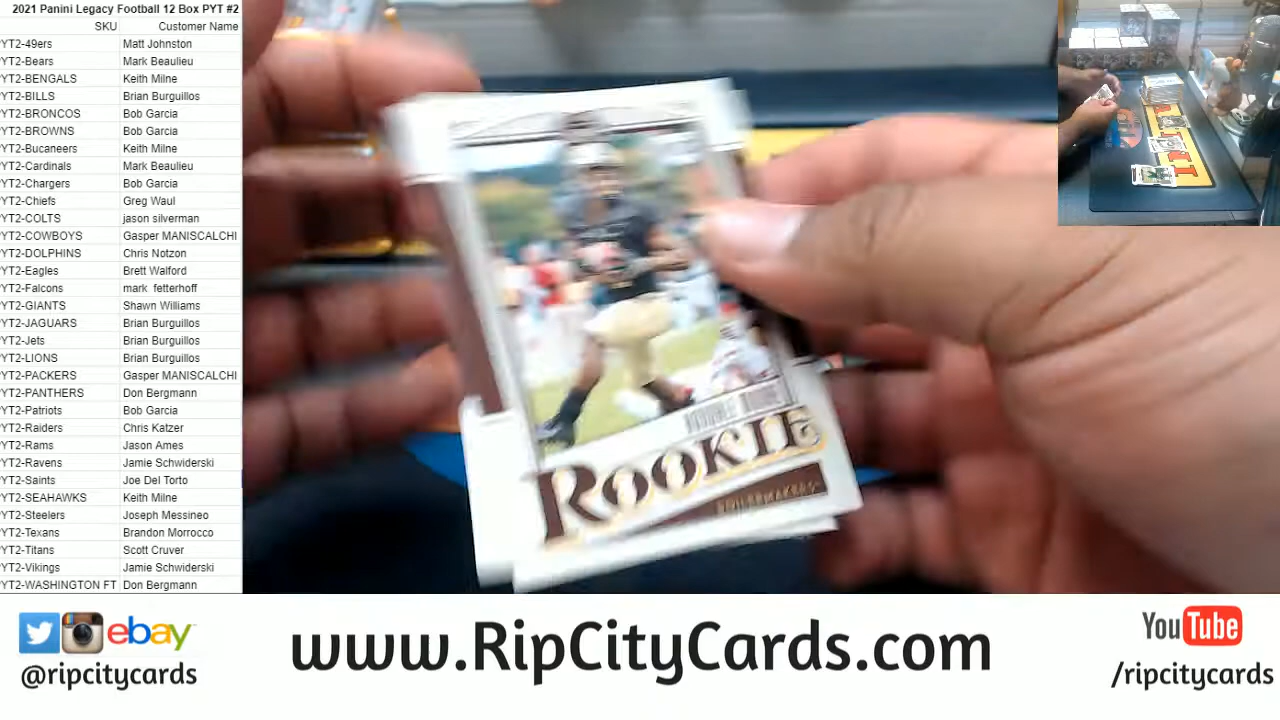 2021 Panini Legacy Football 12 Box PYT #2
SKU Customer Name
YT2-49ers Matt Johnston
YT2-Bears Mark Beaulieu
YT2-BENGALS Keith Milne
YT2-BILLS Brian Burguillos
YT2-BRONCOS Bob Garcia
YT2-BROWNS Bob Garcia
YT2-Bucaneers Keith Milne
YT2-Cardinals Mark Beaulieu
YT2-Chargers Bob Garcia
YT2-Chiefs Greg Waul
YT2-COLTS jason silverman
YT2-COWBOYS Gasper MANISCALCHI
YT2-DOLPHINS Chris Notzon
YT2-Eagles Brett Walford
YT2-Falcons mark fetterhoff
YT2-GIANTS Shawn Williams
YT2-JAGUARS Brian Burguillos
YT2-Jets Brian Burguillos
YT2-LIONS Brian Burguillos
YT2-PACKERS Gasper MANISCALCHI
YT2-PANTHERS Don Bergmann
YT2-Patriots Bob Garcia
YT2-Raiders Chris Katzer
YT2-Rams Jason Ames
YT2-Ravens Jamie Schwiderski
YT2-Saints Joe Del Torto
YT2-SEAHAWKS Keith Milne
YT2-Steelers Joseph Messineo
YT2-Texans Brandon Morrocco
YT2-Titans Scott Cruver
YT2-Vikings Jamie Schwiderski
YT2-WASHINGTON FT Don Bergmann
ROOKIE
BOILERMAKERS
ebay
@ripcitycards
www.RipCityCards.com
YouTube
/ripcitycards